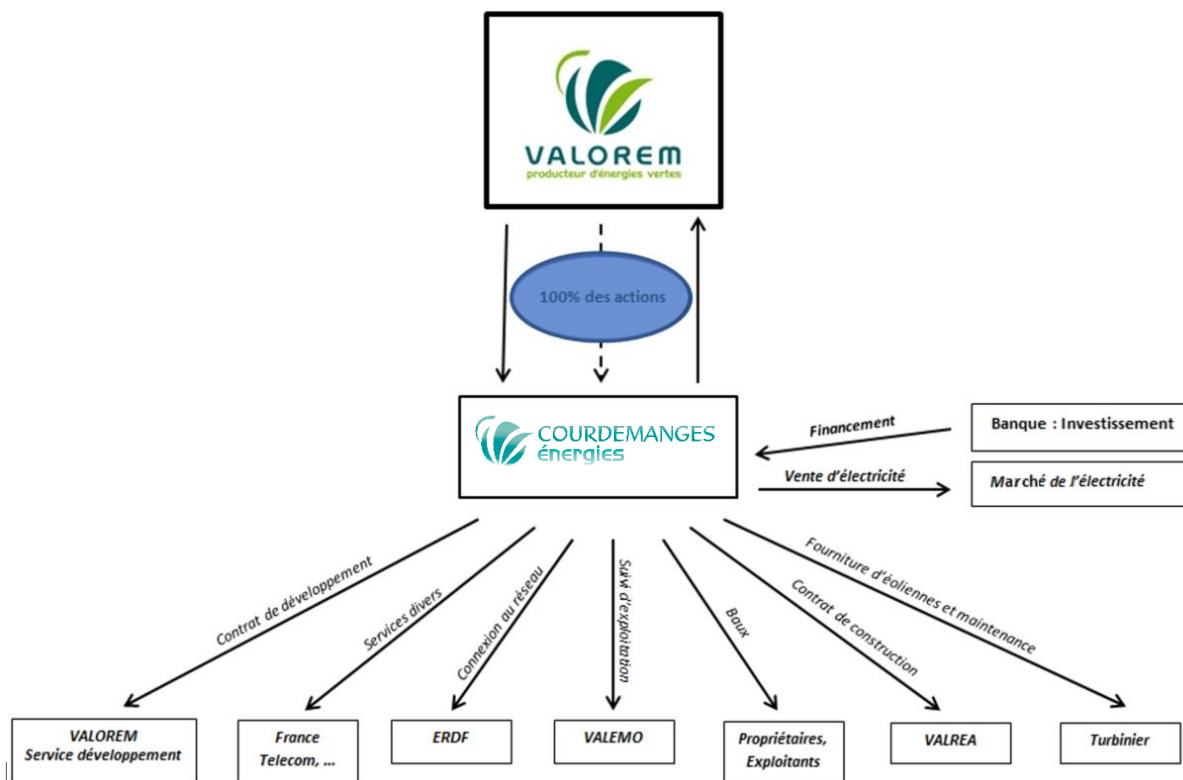 VALOREM
producteur d'énergies vertes
100% des actions
COURDEMANGES
énergies
Financement
Banque : Investissement
Vente d'électricité
Marché de l'électricité
Contrat de développement
Services divers
Connexion au réseau
Suivi d'exploitation
Baux
Contrat de construction
Fourniture d'éoliennes et maintenance
VALOREM
Service développement
France
Telecom, ...
ERDF
VALEMO
Propriétaires,
Exploitants
VALREA
Turbinier